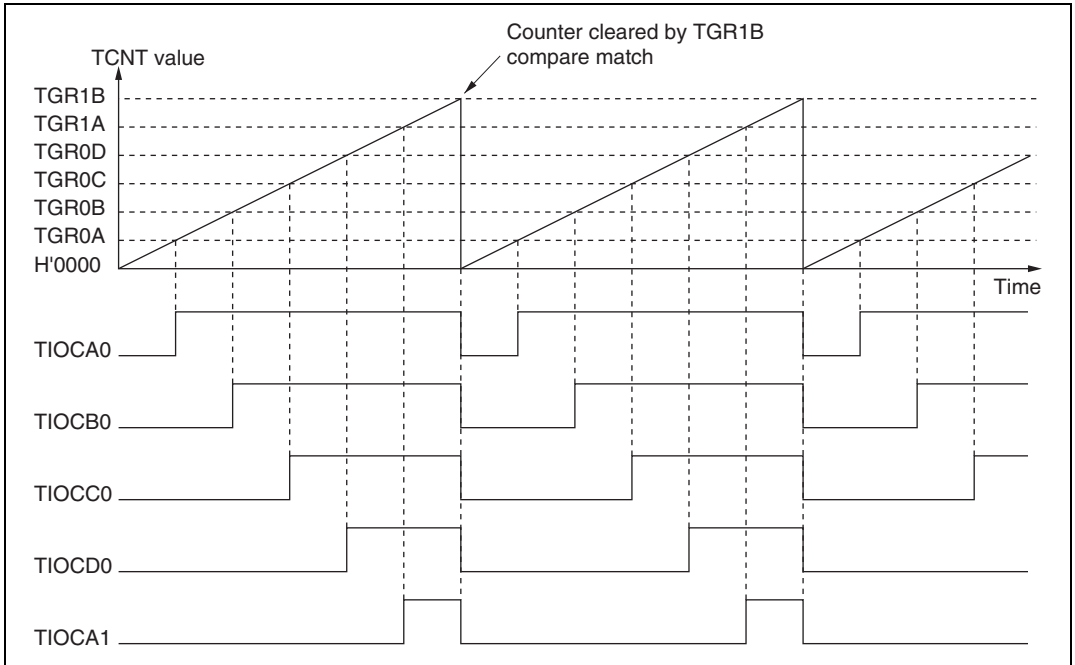 Counter cleared by TGR1B
compare match
TCNT value
TGR1B
TGR1A
TGR0D
TGR0C
TGR0B
TGR0A
H'0000
Time
TIOCA0
TIOCB0
TIOCC0
TIOCD0
TIOCA1